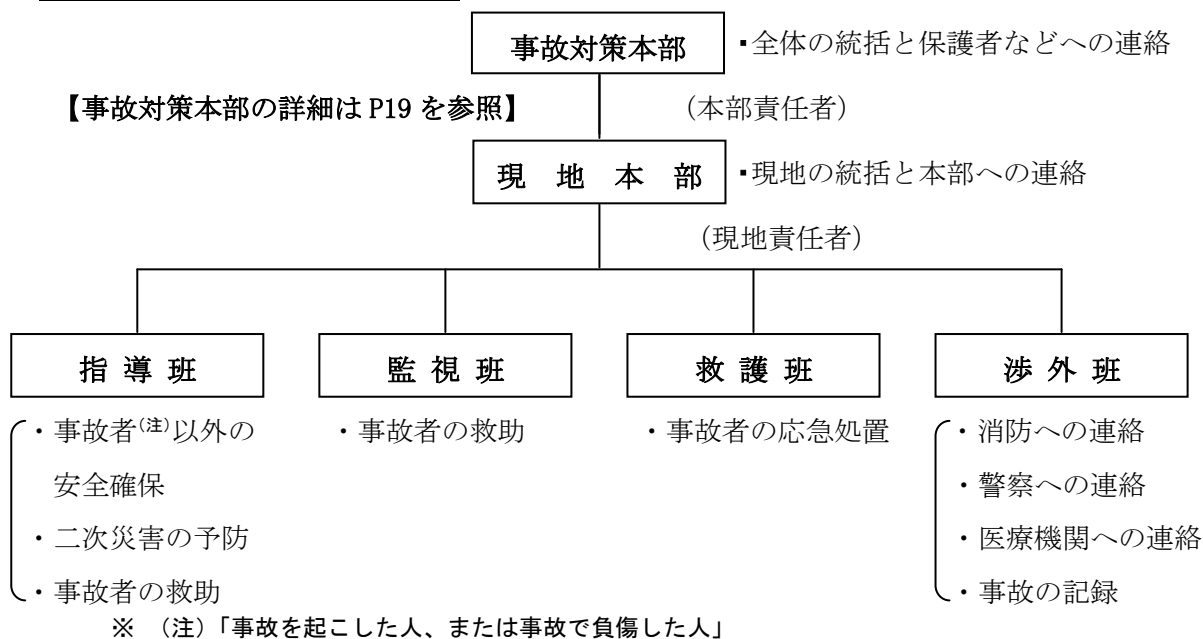 事故対策本部 ▪全体の統括と保護者などへの連絡
【事故対策本部の詳細は P19 を参照】 (本部責任者)
現地本部 ▪現地の統括と本部への連絡
(現地責任者)
指導班 監視班 救護班 渉外班
・事故者(注)以外の ・事故者の救助 ・事故者の応急処置 ・消防への連絡
安全確保 ・警察への連絡
・二次災害の予防 ・医療機関への連絡
・事故者の救助 ・事故の記録
※ （注）「事故を起こした人、または事故で負傷した人」